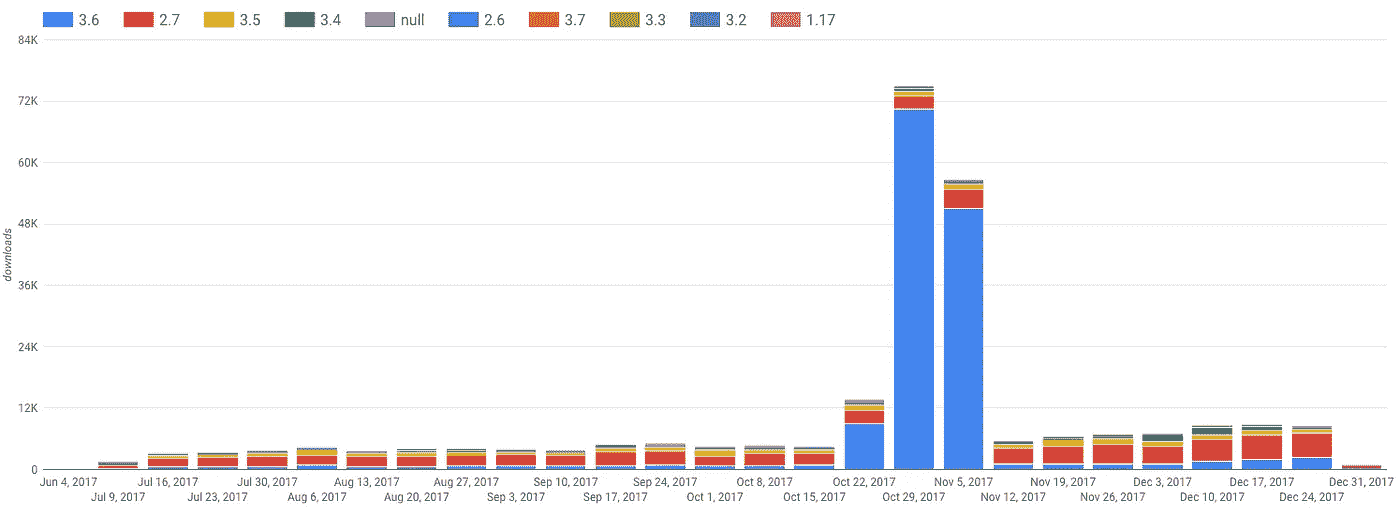 3.6 2.7 3.5 3.4 null 2.6 3.7 3.3 3.2 1.17
84K
72K
60K
48K
36K
24K
12K
0
downloads
Jun 4, 2017 Jul 16, 2017 Jul 30, 2017 Aug 13, 2017 Aug 27, 2017 Sep 10, 2017 Sep 24, 2017 Oct 8, 2017 Oct 22, 2017 Nov 5, 2017 Nov 19, 2017 Dec 3, 2017 Dec 17, 2017 Dec 31, 2017
Jul 9, 2017 Jul 23, 2017 Aug 6, 2017 Aug 20, 2017 Sep 3, 2017 Sep 17, 2017 Oct 1, 2017 Oct 15, 2017 Oct 29, 2017 Nov 12, 2017 Nov 26, 2017 Dec 10, 2017 Dec 24, 2017